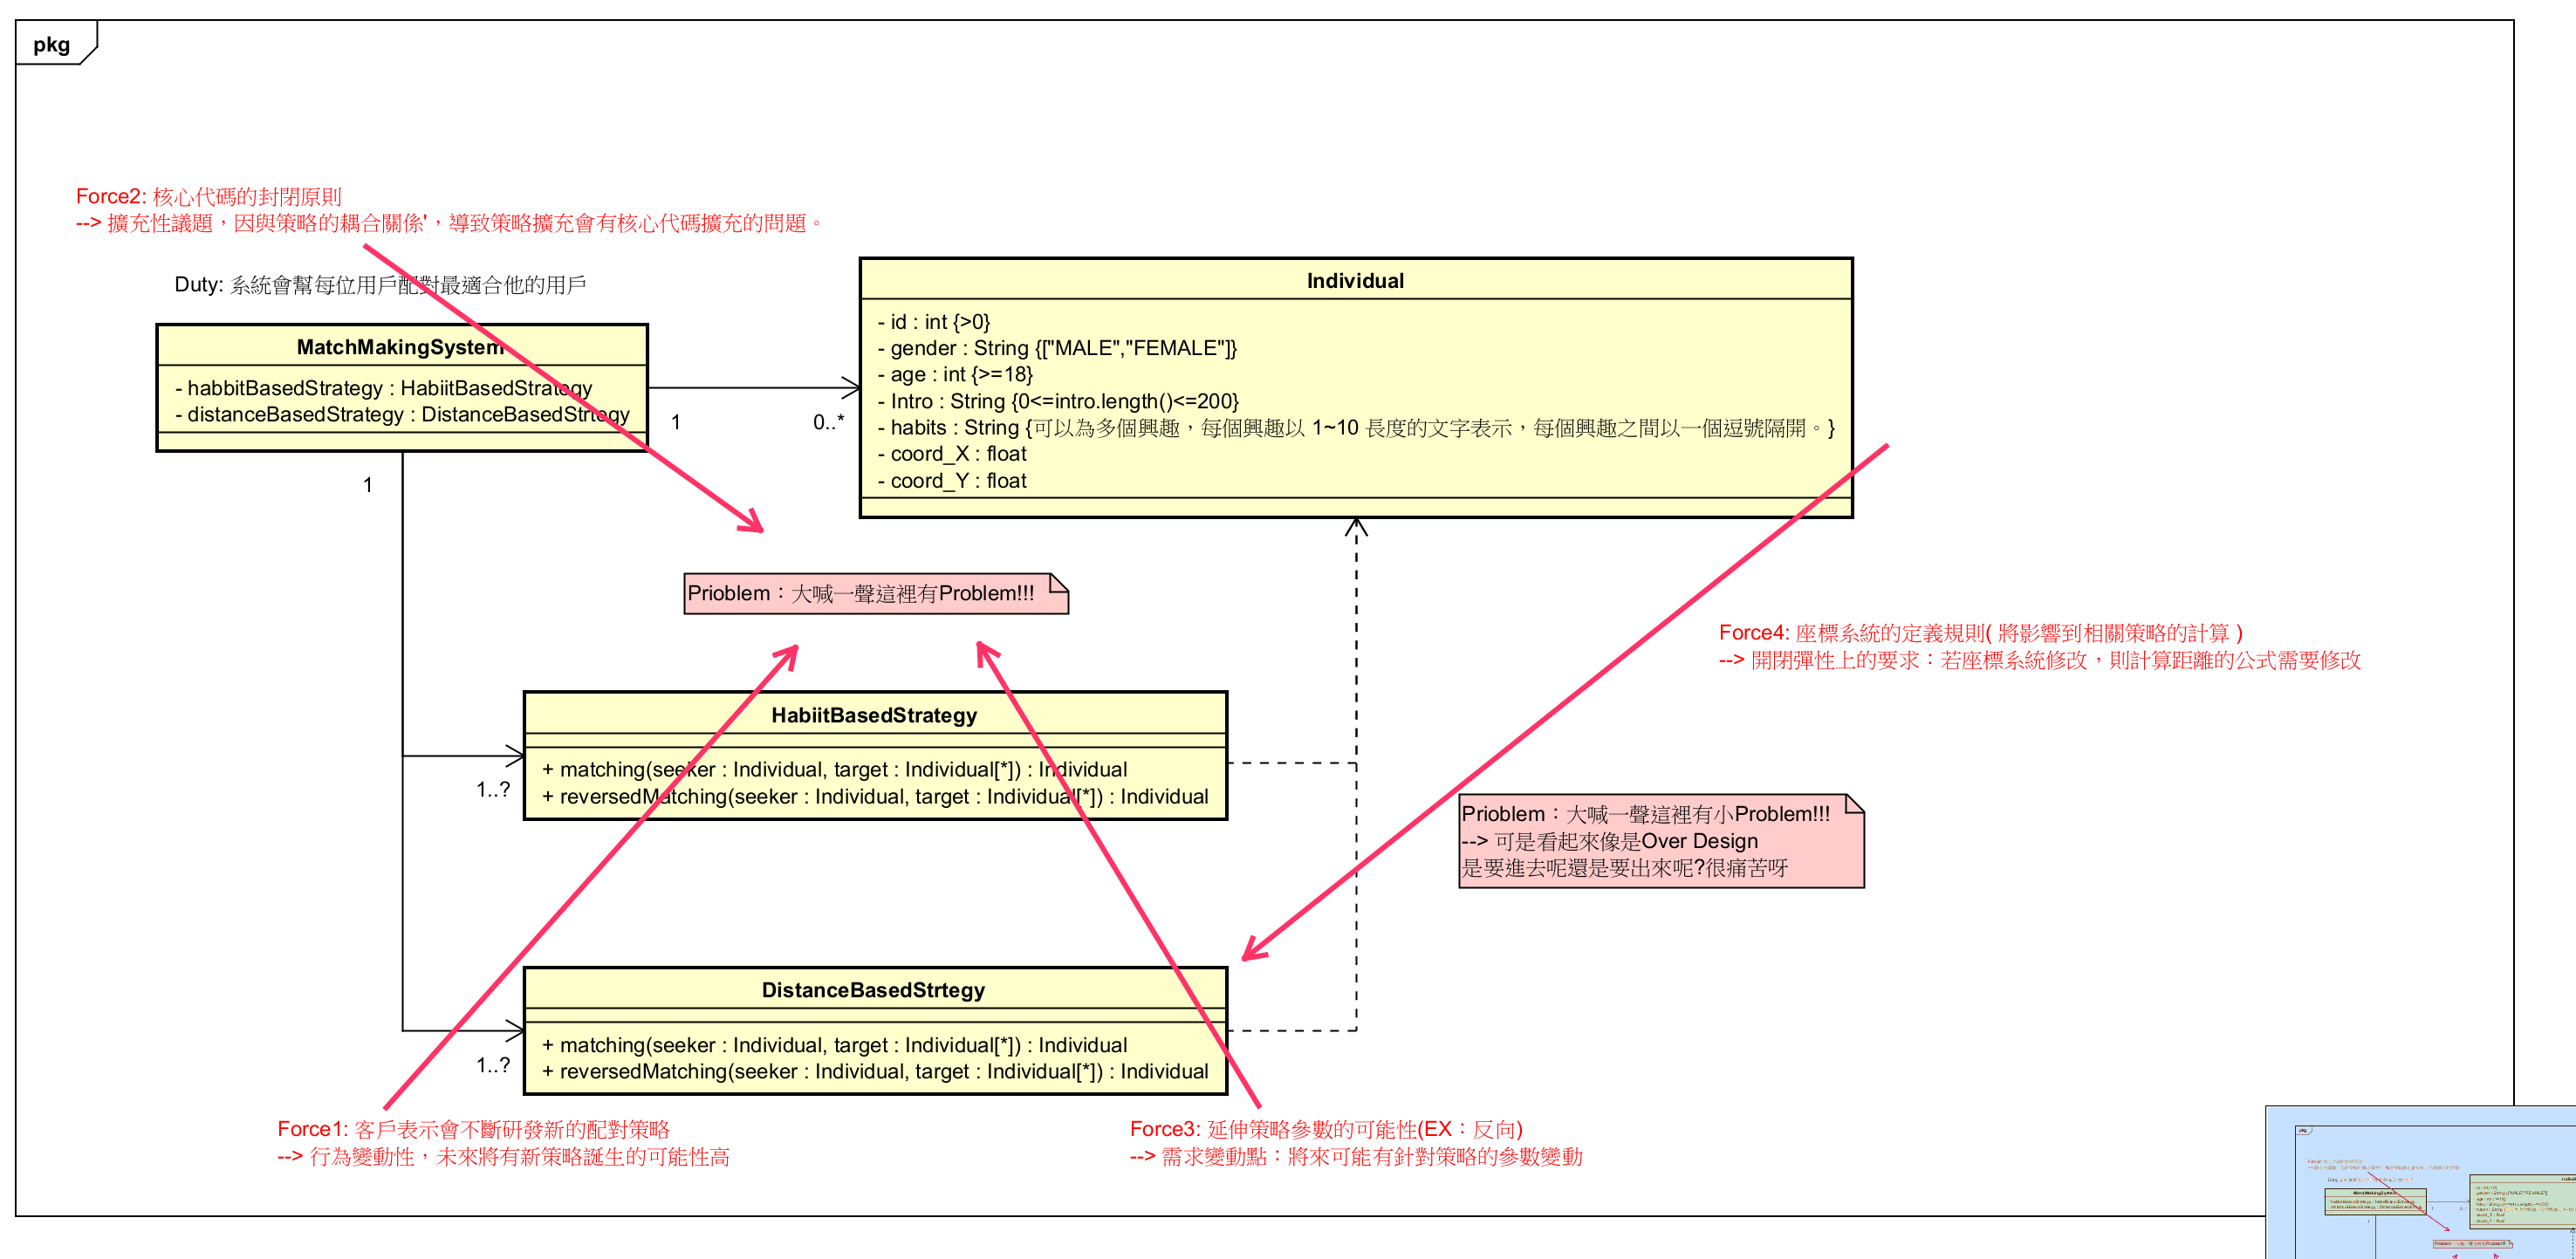 pkg
Force2: 核心代碼的封閉原則
--> 擴充性議題，因與策略的耦合關係'，導致策略擴充會有核心代碼擴充的問題。
Duty: 系統會幫每位用戶配對最適合他的用戶
MatchMakingSystem
- habbitBasedStrategy : HabiitBasedStrategy
- distanceBasedStrategy : DistanceBasedStrtegy
1
0..*
1
Individual
- id : int {>0}
- gender : String {["MALE","FEMALE"]}
- age : int {>=18}
- Intro : String {0<=intro.length()<=200}
- habits : String {可以為多個興趣，每個興趣以 1~10 長度的文字表示，每個興趣之間以一個逗號隔開。}
- coord_X : float
- coord_Y : float
Prioblem：大喊一聲這裡有Problem!!!
Force4: 座標系統的定義規則( 將影響到相關策略的計算 )
--> 開閉彈性上的要求：若座標系統修改，則計算距離的公式需要修改
HabiitBasedStrategy
+ matching(seeker : Individual, target : Individual[*]) : Individual
+ reversedMatching(seeker : Individual, target : Individual[*]) : Individual
1..?
Prioblem：大喊一聲這裡有小Problem!!!
--> 可是看起來像是Over Design
是要進去呢還是要出來呢?很痛苦呀
DistanceBasedStrtegy
+ matching(seeker : Individual, target : Individual[*]) : Individual
+ reversedMatching(seeker : Individual, target : Individual[*]) : Individual
1..?
Force1: 客戶表示會不斷研發新的配對策略
--> 行為變動性，未來將有新策略誕生的可能性高
Force3: 延伸策略參數的可能性(EX：反向)
--> 需求變動點：將來可能有針對策略的參數變動